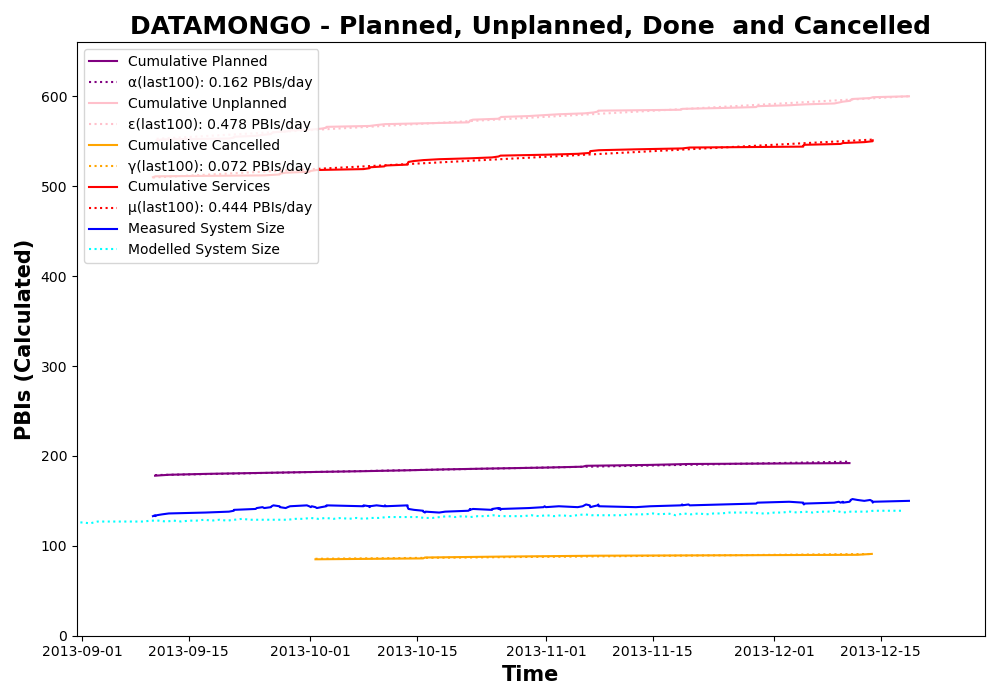 DATAMONGO - Planned, Unplanned, Done  and Cancelled
Cumulative Planned
α(last100): 0.162 PBIs/day
Cumulative Unplanned
ε(last100): 0.478 PBIs/day
Cumulative Cancelled
γ(last100): 0.072 PBIs/day
Cumulative Services
μ(last100): 0.444 PBIs/day
Measured System Size
Modelled System Size
PBIs (Calculated)
600
500
400
300
200
100
0
2013-09-01 2013-09-15 2013-10-01 2013-10-15 2013-11-01 2013-11-15 2013-12-01 2013-12-15
Time